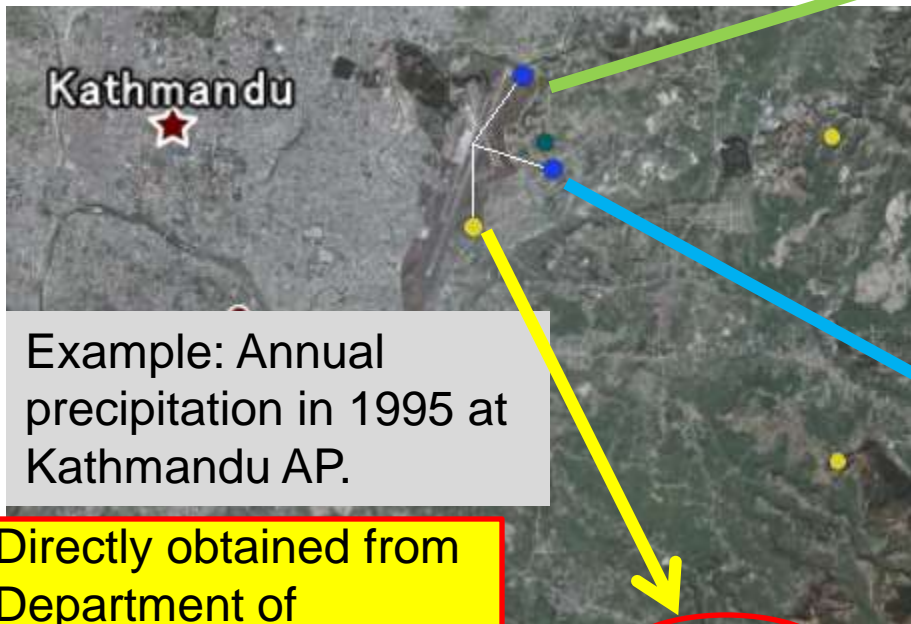 Kathmandu
Example: Annual
precipitation in 1995 at
Kathmandu AP.
Directly obtained from
Department of